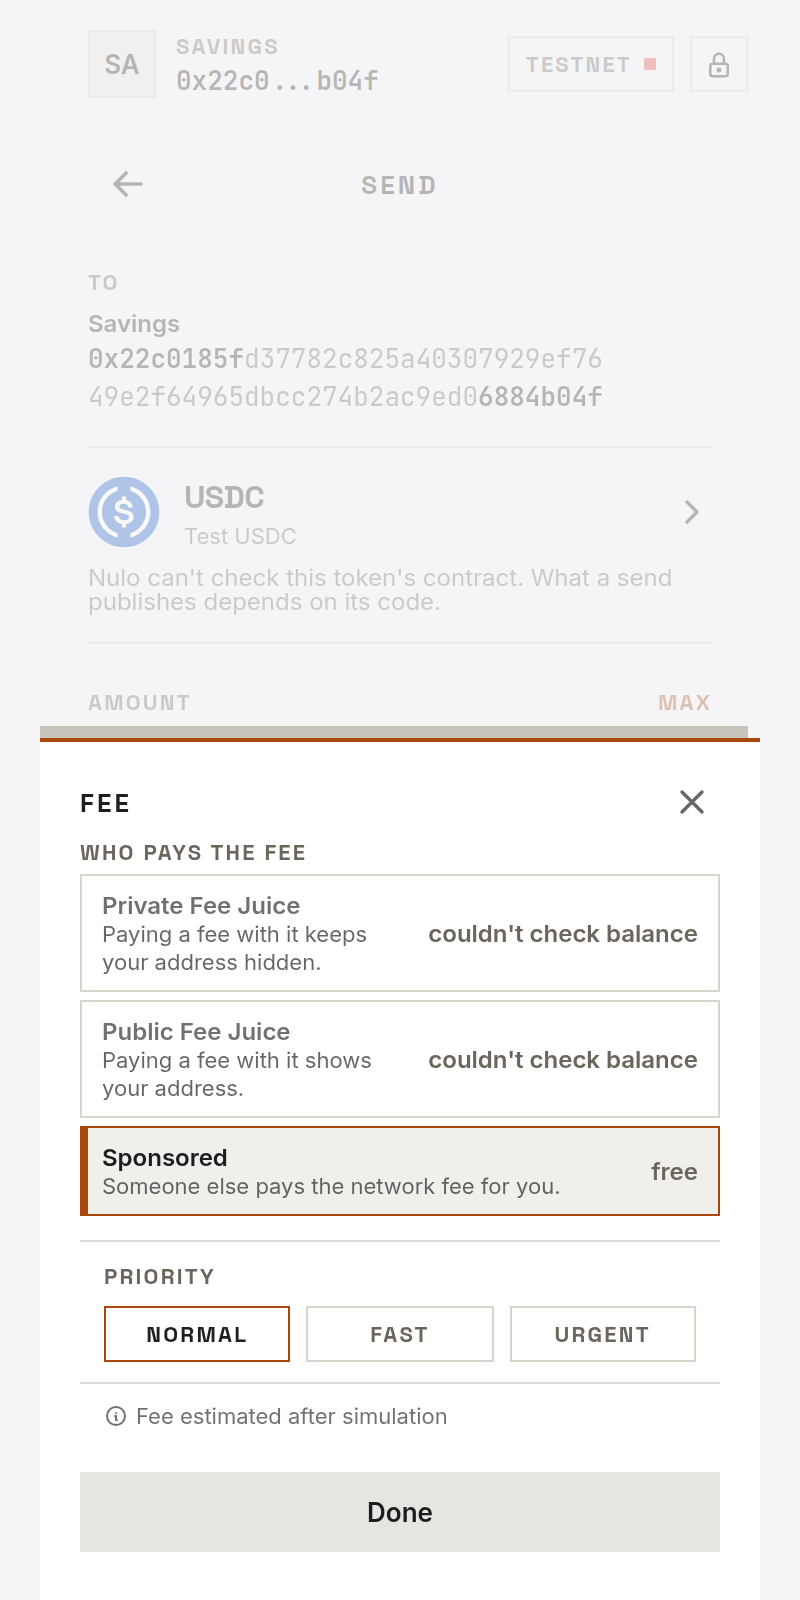 SA
SAVINGS
0x22c0...b04f
TESTNET
SEND
TO
Savings
0x22c0185fd37782c825a40307929ef76
49e2f64965dbcc274b2ac9ed06884b04f
USDC
Test USDC
Nulo can't check this token's contract. What a send
publishes depends on its code.
AMOUNT
MAX
FEE
WHO PAYS THE FEE
Private Fee Juice
Paying a fee with it keeps
your address hidden.
couldn't check balance
Public Fee Juice
Paying a fee with it shows
your address.
couldn't check balance
Sponsored
Someone else pays the network fee for you.
free
PRIORITY
NORMAL
FAST
URGENT
Fee estimated after simulation
Done